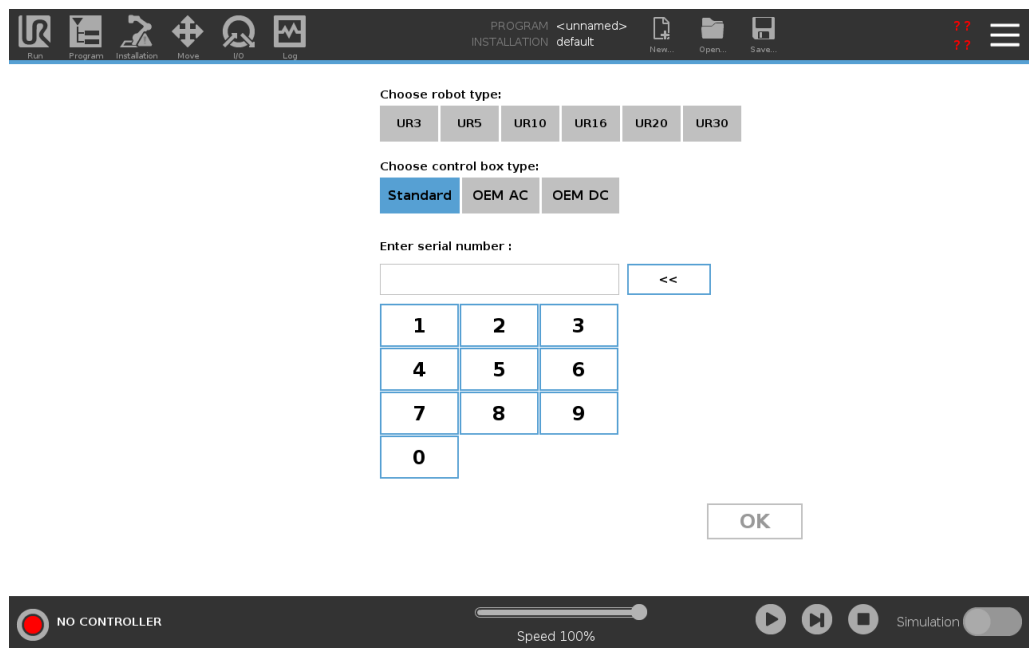 Run Program Installation Move I/O Log
PROGRAM <unnamed>
INSTALLATION default
New... Open... Save...
? ?
? ?
Choose robot type:
UR3 UR5 UR10 UR16 UR20 UR30
Choose control box type:
Standard OEM AC OEM DC
Enter serial number :
<<
1 2 3
4 5 6
7 8 9
0
OK
NO CONTROLLER
Speed 100%
Simulation